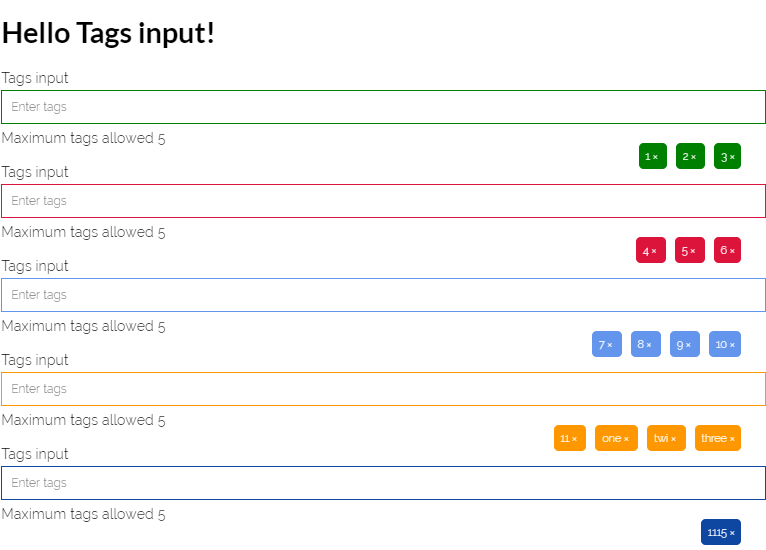 Hello Tags input!
Tags input
Enter tags
Maximum tags allowed 5
1 × 2 × 3 ×
Tags input
Enter tags
Maximum tags allowed 5
4 × 5 × 6 ×
Tags input
Enter tags
Maximum tags allowed 5
7 × 8 × 9 × 10 ×
Tags input
Enter tags
Maximum tags allowed 5
11 × one × twi × three ×
Tags input
Enter tags
Maximum tags allowed 5
1115 ×